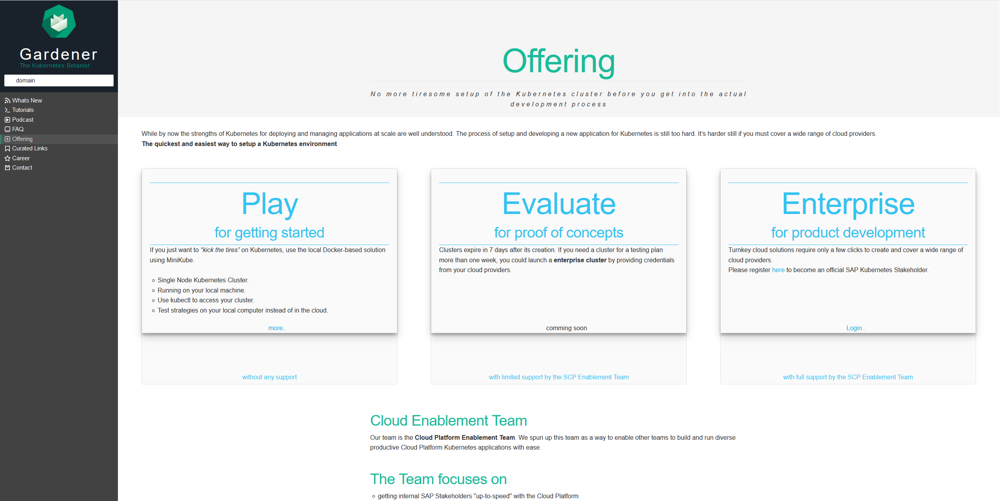 Gardener
The Kubernetes Botanist
domain
Whats New
Tutorials
Podcast
FAQ
Offering
Curated Links
Career
Contact
Offering
No more tiresome setup of the Kubernetes cluster before you get into the actual
development process
While by now the strengths of Kubernetes for deploying and managing applications at scale are well understood. The process of setup and developing a new application for Kubernetes is still too hard. It’s harder still if you must cover a wide range of cloud providers.
The quickest and easiest way to setup a Kubernetes environment
Play
for getting started
If you just want to “kick the tires” on Kubernetes, use the local Docker-based solution
using MiniKube.
Single Node Kubernetes Cluster.
Running on your local machine.
Use kubectl to access your cluster.
Test strategies on your local computer instead of in the cloud.
more..
without any support
Evaluate
for proof of concepts
Clusters expire in 7 days after its creation. If you need a cluster for a testing plan
more than one week, you could launch a enterprise cluster by providing credentials
from your cloud providers.
comming soon
with limited support by the SCP Enablement Team
Enterprise
for product development
Turnkey cloud solutions require only a few clicks to create and cover a wide range of
cloud providers.
Please register here to become an official SAP Kubernetes Stakeholder.
Login..
with full support by the SCP Enablement Team
Cloud Enablement Team
Our team is the Cloud Platform Enablement Team. We spun up this team as a way to enable other teams to build and run diverse
productive Cloud Platform Kubernetes applications with ease.
The Team focuses on
getting internal SAP Stakeholders "up-to-speed" with the Cloud Platform